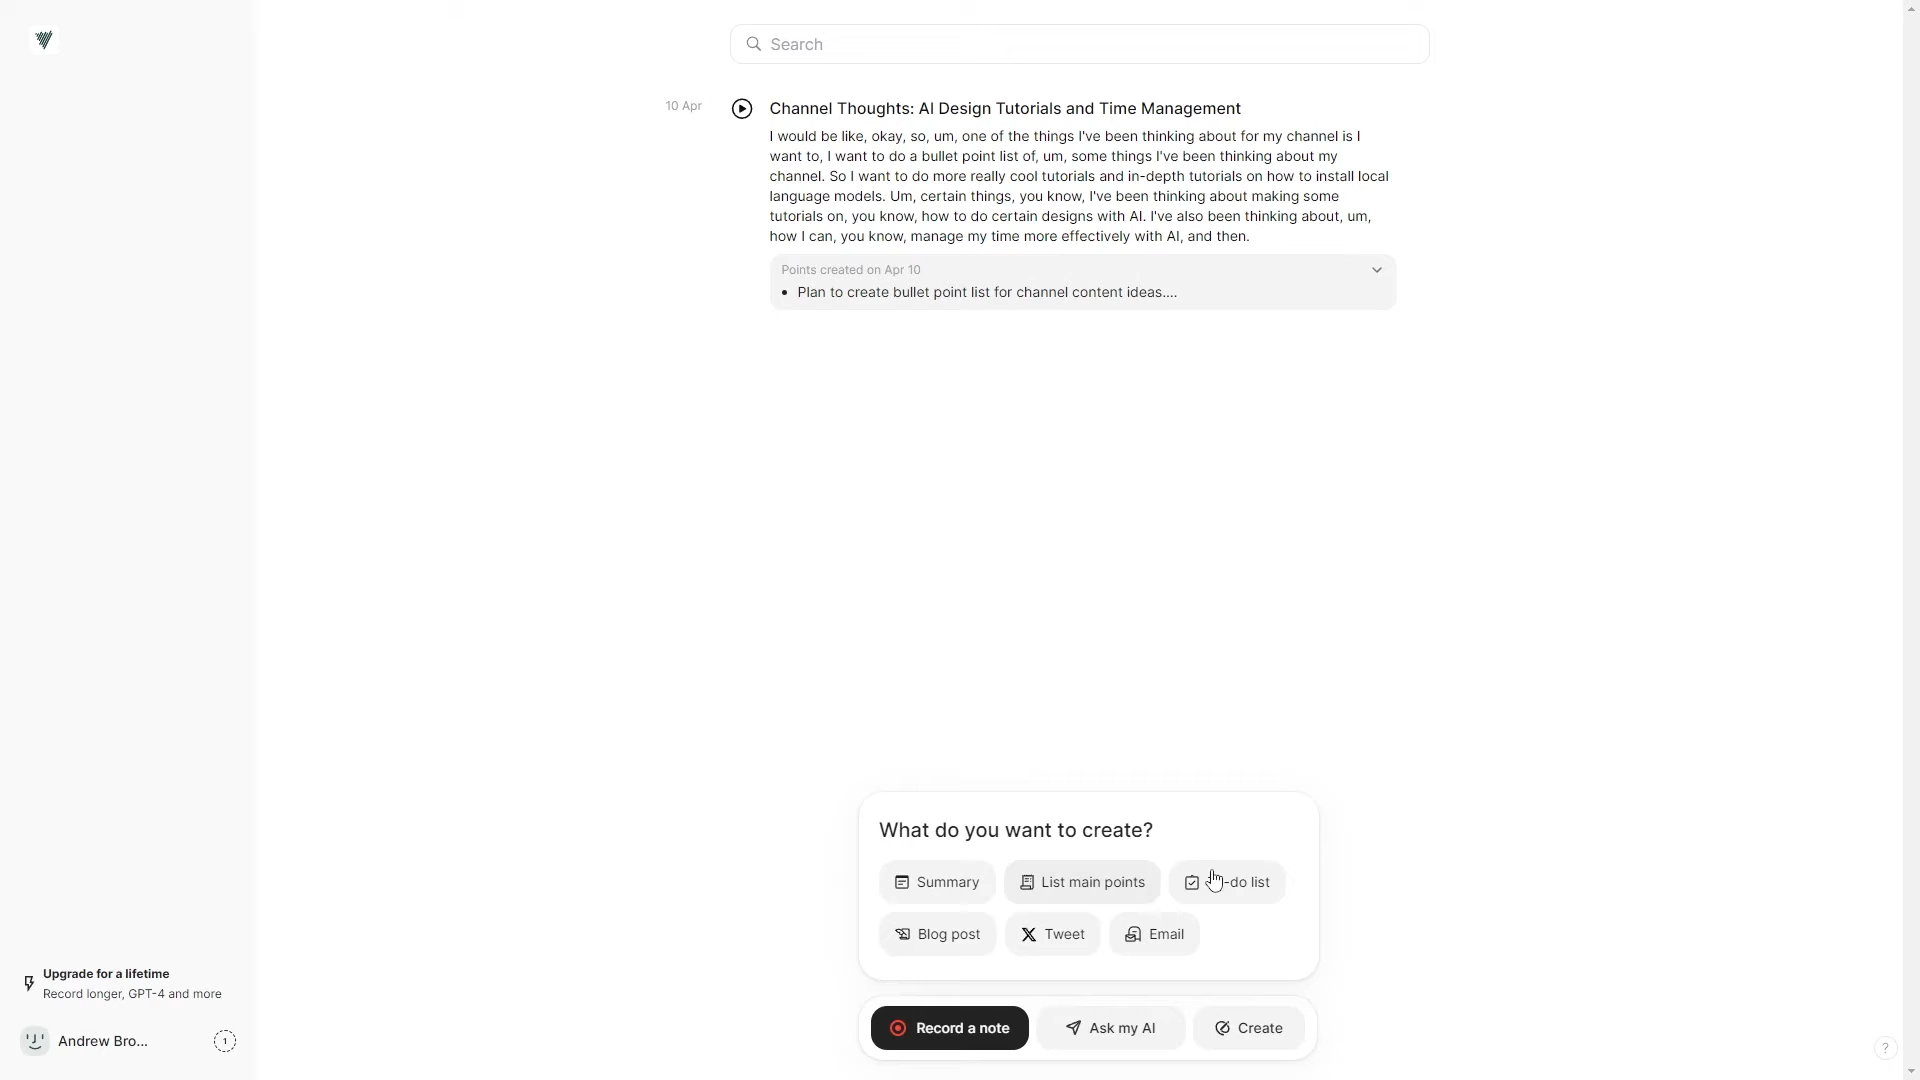 Search
10 Apr
Channel Thoughts: AI Design Tutorials and Time Management
I would be like, okay, so, um, one of the things I've been thinking about for my channel is I
want to, I want to do a bullet point list of, um, some things I've been thinking about my
channel. So I want to do more really cool tutorials and in-depth tutorials on how to install local
language models. Um, certain things, you know, I've been thinking about making some
tutorials on, you know, how to do certain designs with AI. I've also been thinking about, um,
how I can, you know, manage my time more effectively with AI, and then.
Points created on Apr 10
• Plan to create bullet point list for channel content ideas....
What do you want to create?
Summary
List main points
-do list
Blog post
Tweet
Email
Upgrade for a lifetime
Record longer, GPT-4 and more
Andrew Bro...
1
Record a note
Ask my AI
Create
?